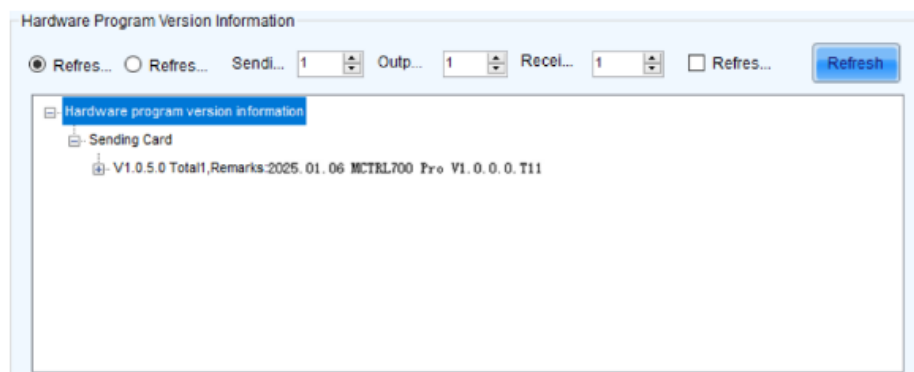 Hardware Program Version Information
Refres... Refres... Sendi... 1 Outp... 1 Recei... 1 Refres... Refresh
Hardware program version information
Sending Card
V1.0.5.0 Total1,Remarks:2025.01.06 MCTRL700 Pro V1.0.0.0.T11